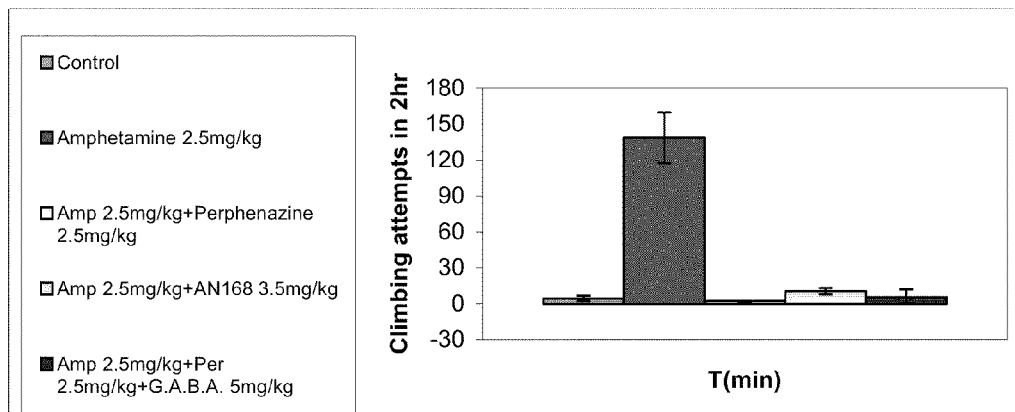 Control
Amphetamine 2.5mg/kg
Amp 2.5mg/kg+Perphenazine
2.5mg/kg
Amp 2.5mg/kg+AN168 3.5mg/kg
Amp 2.5mg/kg+Per
2.5mg/kg+G.A.B.A. 5mg/kg
Climbing attempts in 2hr
180
150
120
90
60
30
0
-30
T(min)